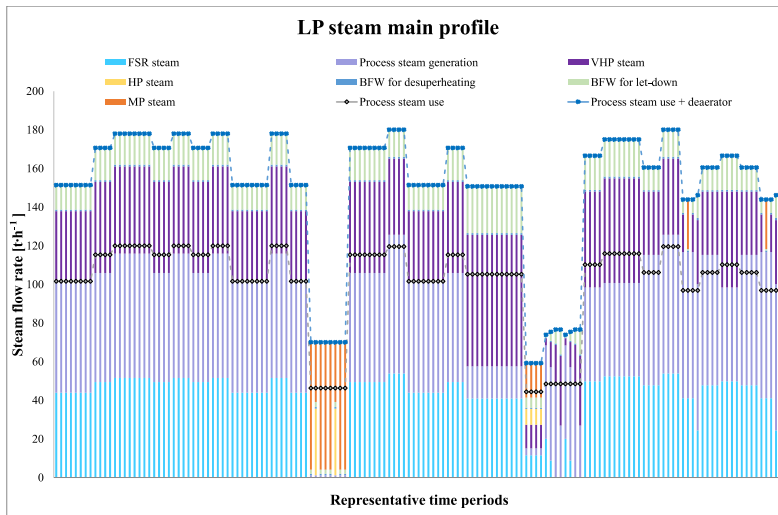 LP steam main profile
FSR steam
Process steam generation
VHP steam
HP steam
BFW for desuperheating
BFW for let-down
MP steam
Process steam use
Process steam use + deaerator
Steam flow rate [t·h⁻¹]
200
180
160
140
120
100
80
60
40
20
0
Representative time periods